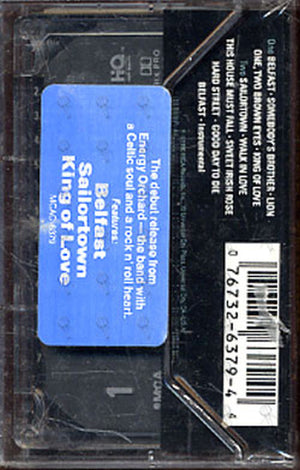 The debut release from
Energy Orchard—the band with
a Celtic soul and a rock n' roll heart.
Features:
Belfast
Sailortown
King of Love
MCAC-6379
One BELFAST · SOMEBODY'S BROTHER · LION
ONE, TWO BROWN EYES · KING OF LOVE
Two SAILORTOWN · WALK IN LOVE
THIS HOUSE MUST FALL · SWEET IRISH ROSE
HARD STREET · GOOD DAY TO DIE
BELFAST - Instrumental
0 76732-6379-4 4
1